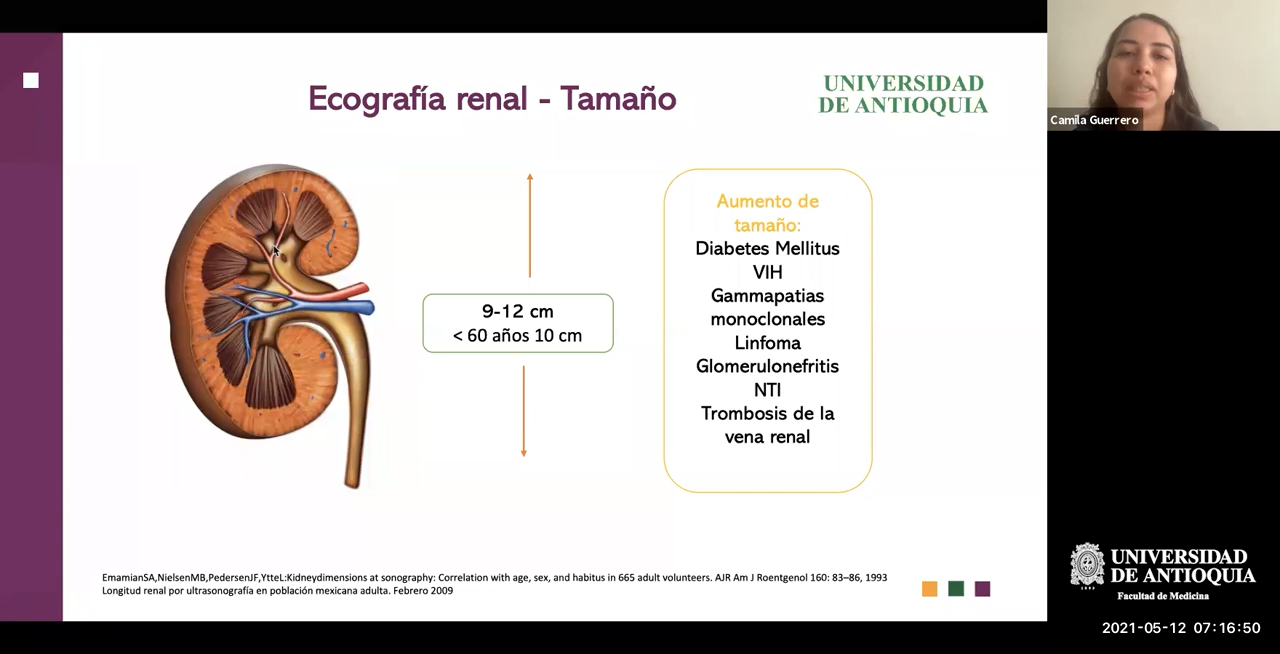 Ecografía renal - Tamaño
UNIVERSIDAD
DE ANTIOQUIA
Camila Guerrero
9-12 cm
< 60 años 10 cm
Aumento de
tamaño:
Diabetes Mellitus
VIH
Gammapatias
monoclonales
Linfoma
Glomerulonefritis
NTI
Trombosis de la
vena renal
EmamianSA,NielsenMB,PedersenJF,YtteL:Kidneydimensions at sonography: Correlation with age, sex, and habitus in 665 adult volunteers. AJR Am J Roentgenol 160: 83–86, 1993
Longitud renal por ultrasonografía en población mexicana adulta. Febrero 2009
UNIVERSIDAD
DE ANTIOQUIA
Facultad de Medicina
2021-05-12 07:16:50